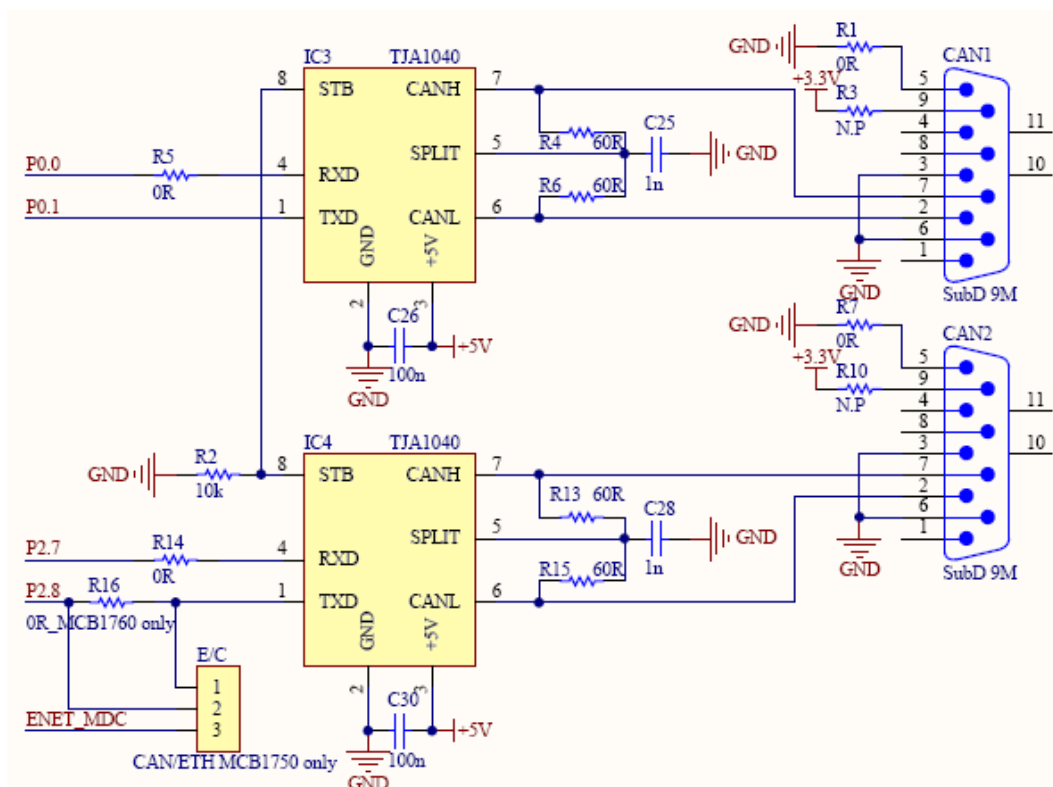 GND R1 0R
CAN1
+3.3V R3 N.P
5
9
4
8
3
7
2
6
1
11
10
GND
SubD 9M
IC3 TJA1040
8 STB CANH 7
SPLIT 5
4 RXD
1 TXD CANL 6
GND +5V
2 3
R4 60R
C25 1n GND
R6 60R
P0.0 R5 0R
P0.1
C26 100n +5V
GND
GND R7 0R
CAN2
+3.3V R10 N.P
5
9
4
8
3
7
2
6
1
11
10
GND
SubD 9M
IC4 TJA1040
GND R2 10k
8 STB CANH 7
SPLIT 5
4 RXD
1 TXD CANL 6
GND +5V
2 3
R13 60R
C28 1n GND
R15 60R
P2.7 R14 0R
P2.8 R16
0R_MCB1760 only
E/C
1
2
3
ENET_MDC
CAN/ETH MCB1750 only
C30 100n +5V
GND